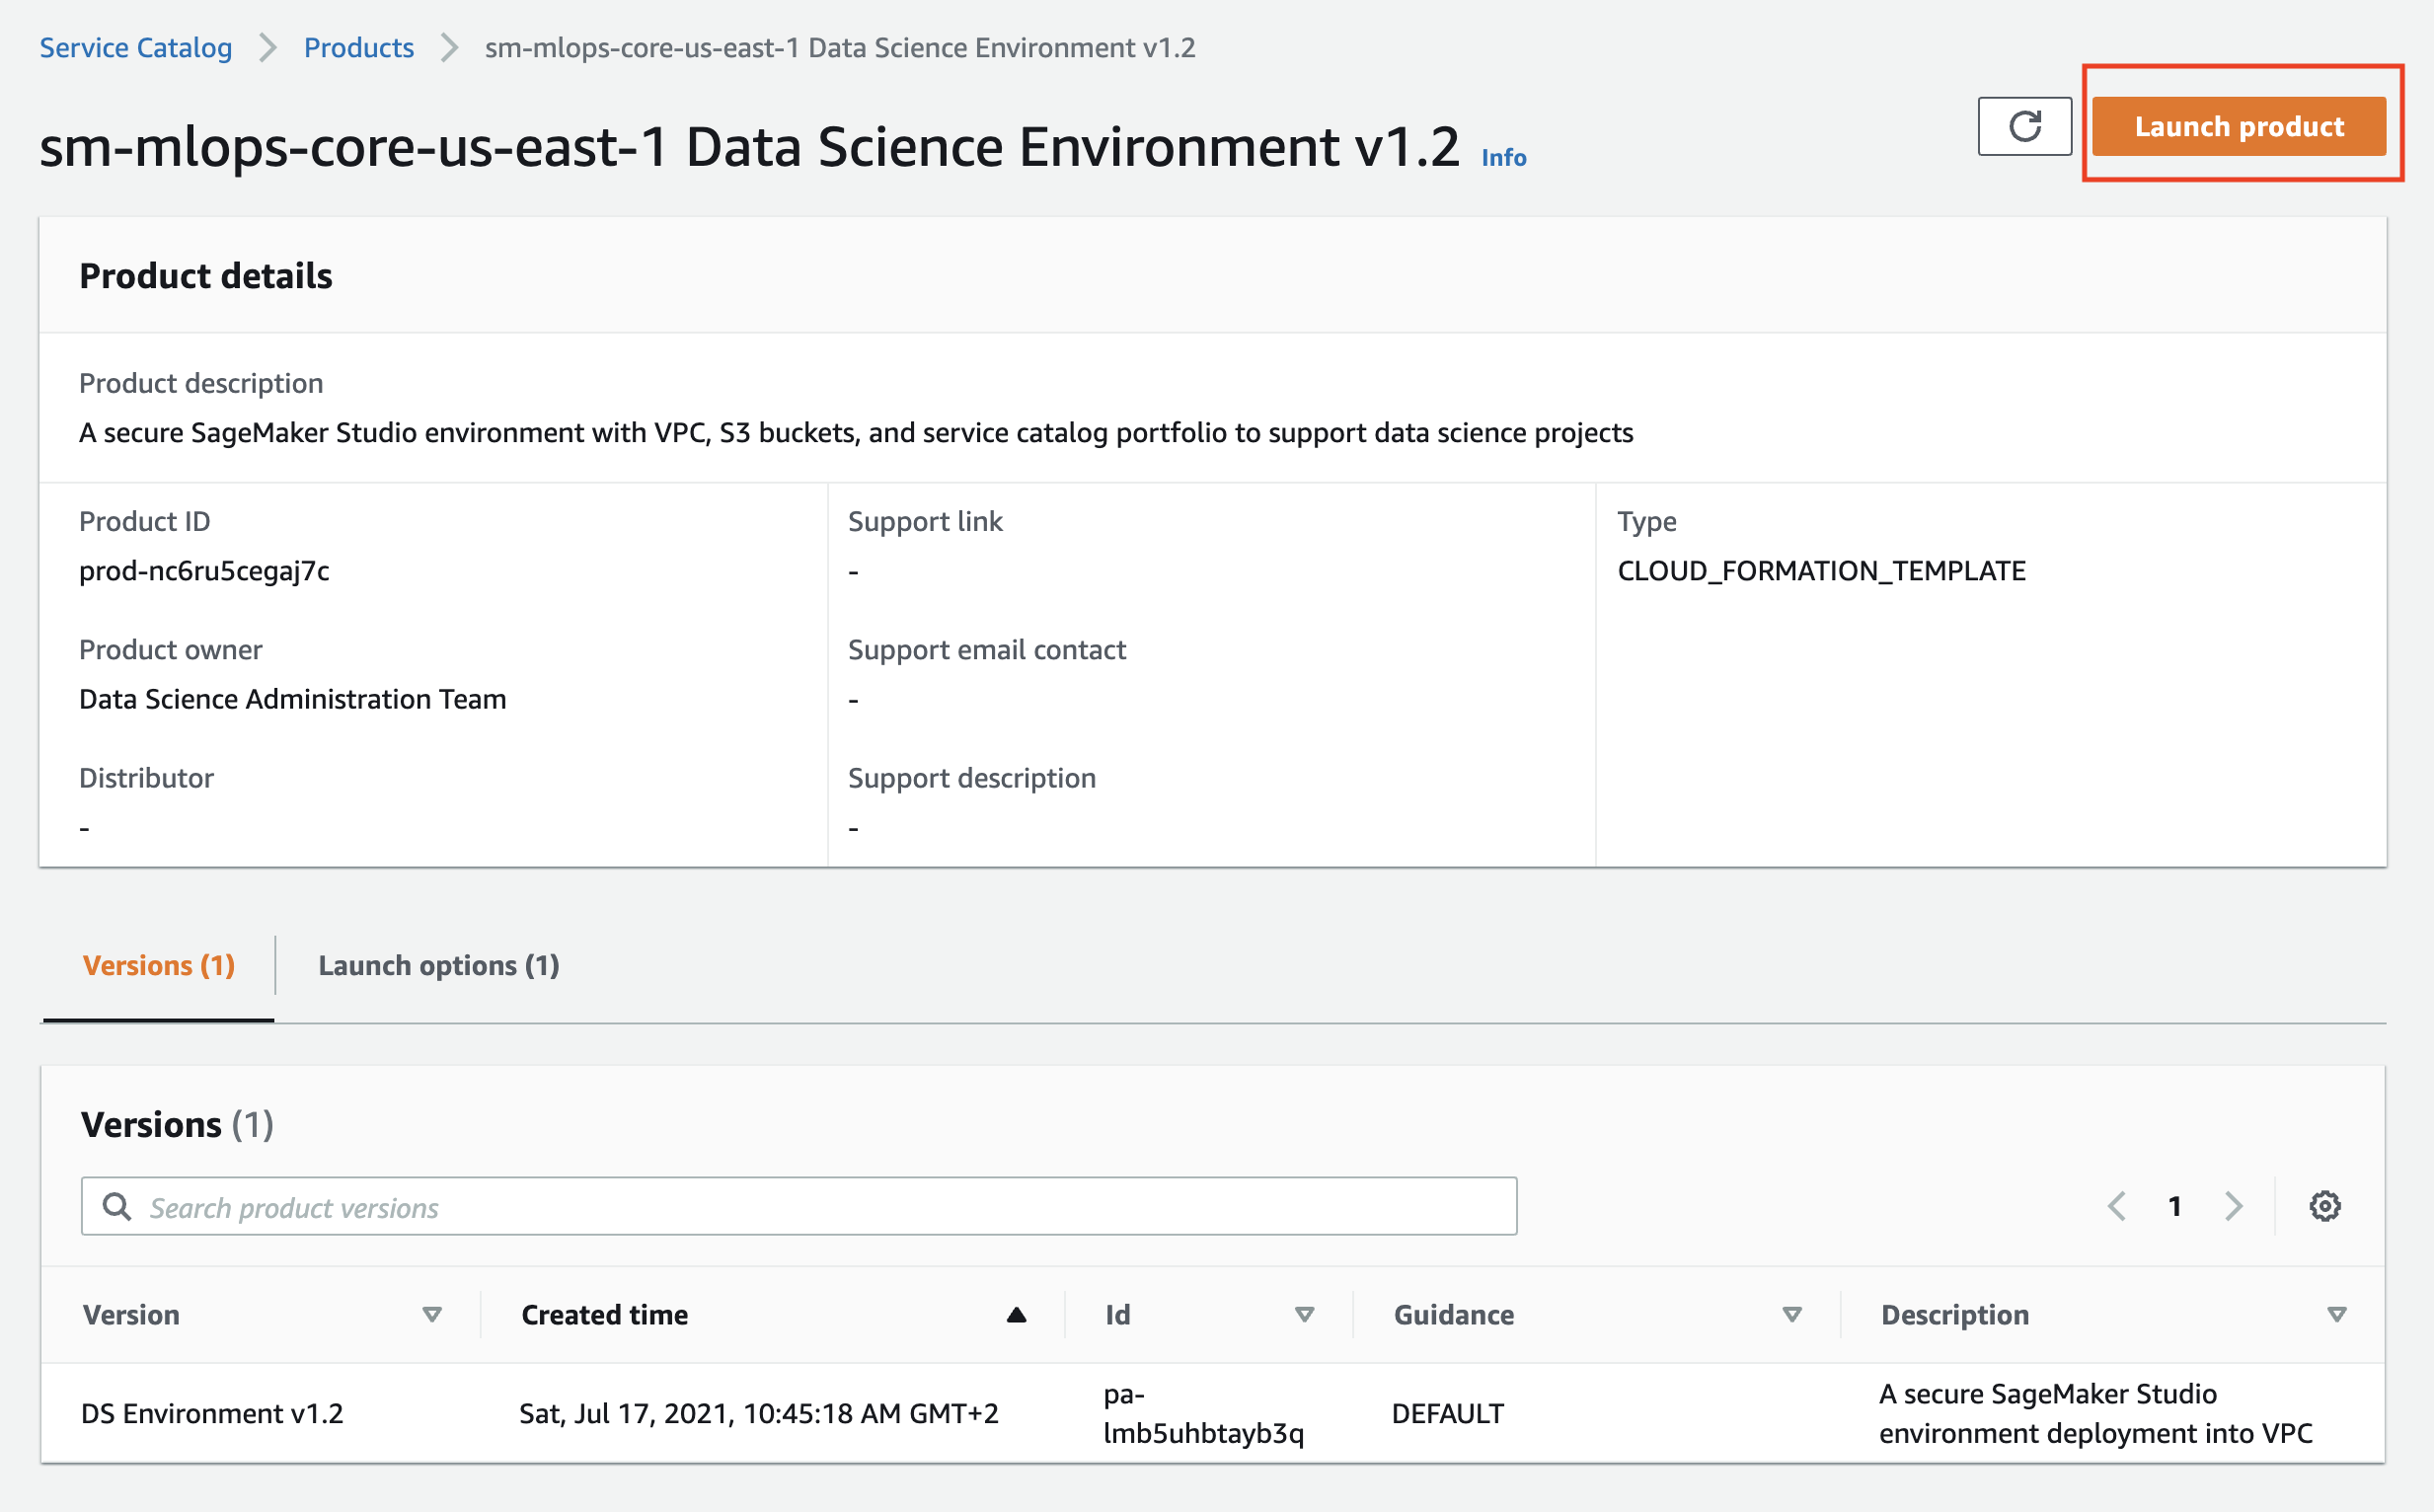 Service Catalog > Products > sm-mlops-core-us-east-1 Data Science Environment v1.2
sm-mlops-core-us-east-1 Data Science Environment v1.2 Info
Launch product
Product details
Product description
A secure SageMaker Studio environment with VPC, S3 buckets, and service catalog portfolio to support data science projects
Product ID
prod-nc6ru5cegaj7c
Product owner
Data Science Administration Team
Distributor
-
Support link
-
Support email contact
-
Support description
-
Type
CLOUD_FORMATION_TEMPLATE
Versions (1)
Launch options (1)
Versions (1)
Search product versions
1
Version Created time Id Guidance Description
DS Environment v1.2
Sat, Jul 17, 2021, 10:45:18 AM GMT+2
pa-
lmb5uhbtayb3q
DEFAULT
A secure SageMaker Studio
environment deployment into VPC